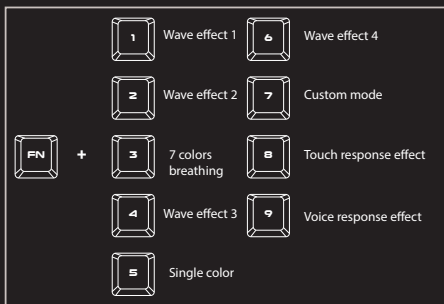 1 Wave effect 1 6 Wave effect 4
2 Wave effect 2 7 Custom mode
FN + 3 7 colors breathing 8 Touch response effect
4 Wave effect 3 9 Voice response effect
5 Single color